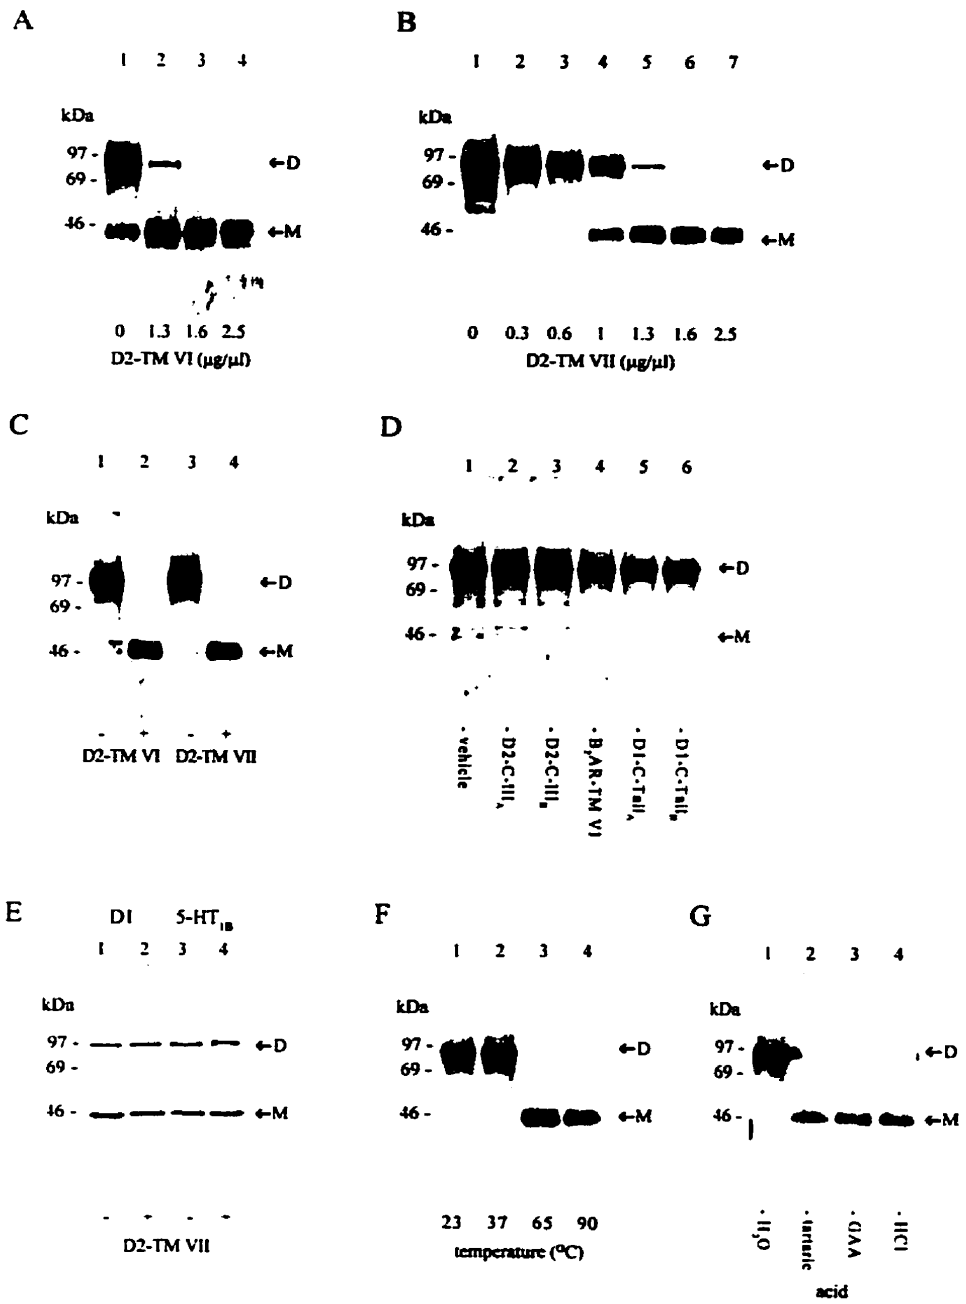 A
1 2 3 4
kDa
97 -
69 -
46 -
←D
←M
0 1.3 1.6 2.5
D2-TM VI (µg/µl)
B
1 2 3 4 5 6 7
kDa
97 -
69 -
46 -
←D
←M
0 0.3 0.6 1 1.3 1.6 2.5
D2-TM VII (µg/µl)
C
1 2 3 4
kDa
97 -
69 -
46 -
←D
←M
- + - +
D2-TM VI D2-TM VII
D
1 2 3 4 5 6
kDa
97 -
69 -
46 -
←D
←M
- vehicle
- D2-C-III_A
- D2-C-III_B
- B₂AR-TM VI
- D1-C-Tail_A
- D1-C-Tail_B
E
D1 5-HT_1B
1 2 3 4
kDa
97 -
69 -
46 -
←D
←M
- + - +
D2-TM VII
F
1 2 3 4
kDa
97 -
69 -
46 -
←D
←M
23 37 65 90
temperature (°C)
G
1 2 3 4
kDa
97 -
69 -
46 -
←D
←M
- H₂O
- tartaric
- GAA
- HCl
acid